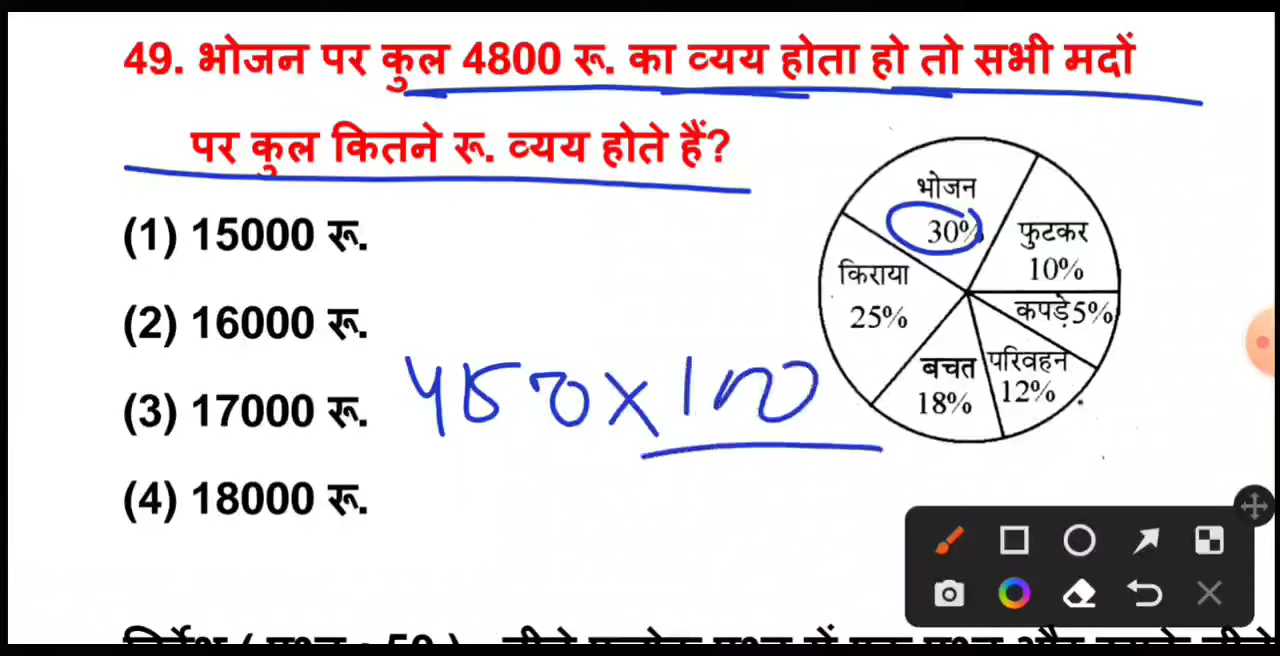 49. भोजन पर कुल 4800 रू. का व्यय होता हो तो सभी मदों
पर कुल कितने रू. व्यय होते हैं?
(1) 15000 रू.
(2) 16000 रू.
(3) 17000 रू.
(4) 18000 रू.
भोजन
30%
फुटकर
10%
किराया
25%
कपड़े 5%
बचत
18%
परिवहन
12%
× 100